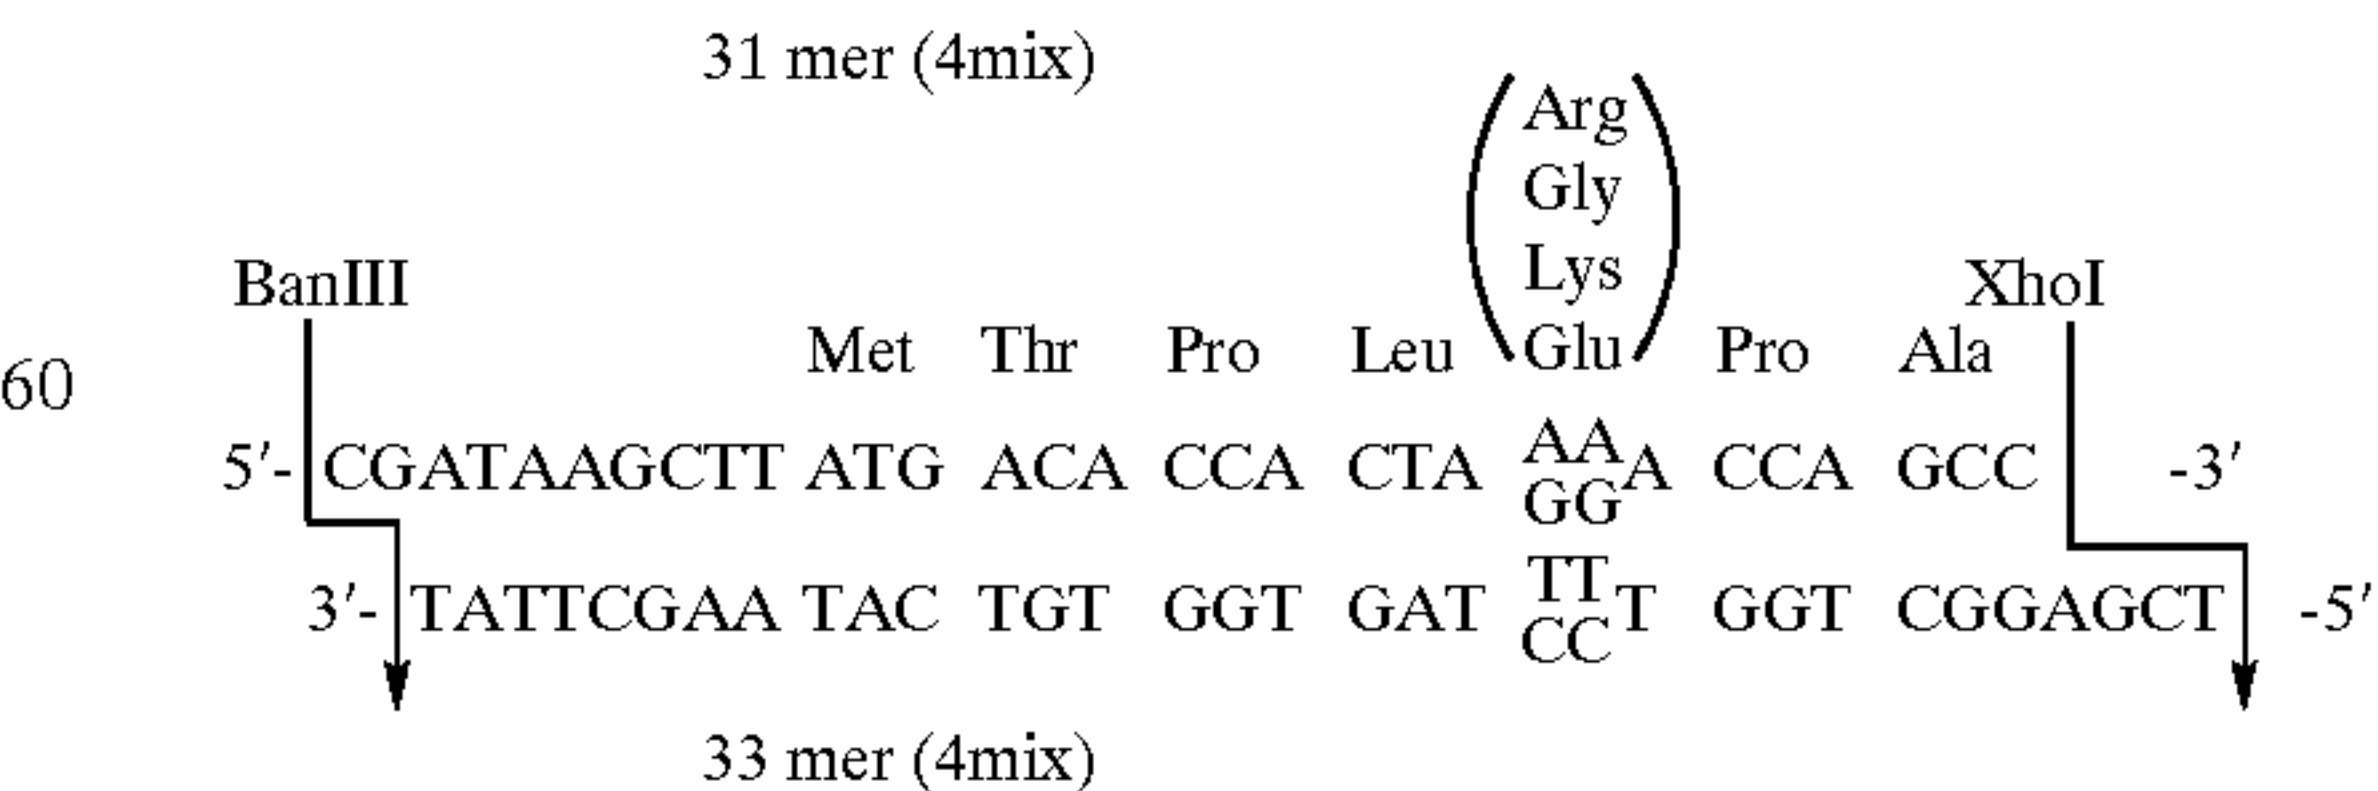 31 mer (4mix)
Arg
Gly
Lys
BanIII XhoI
60 Met Thr Pro Leu Glu Pro Ala
AA
5′- CGATAAGCTT ATG ACA CCA CTA A CCA GCC -3′
GG
TT
3′- TATTCGAA TAC TGT GGT GAT T GGT CGGAGCT -5′
CC
33 mer (4mix)